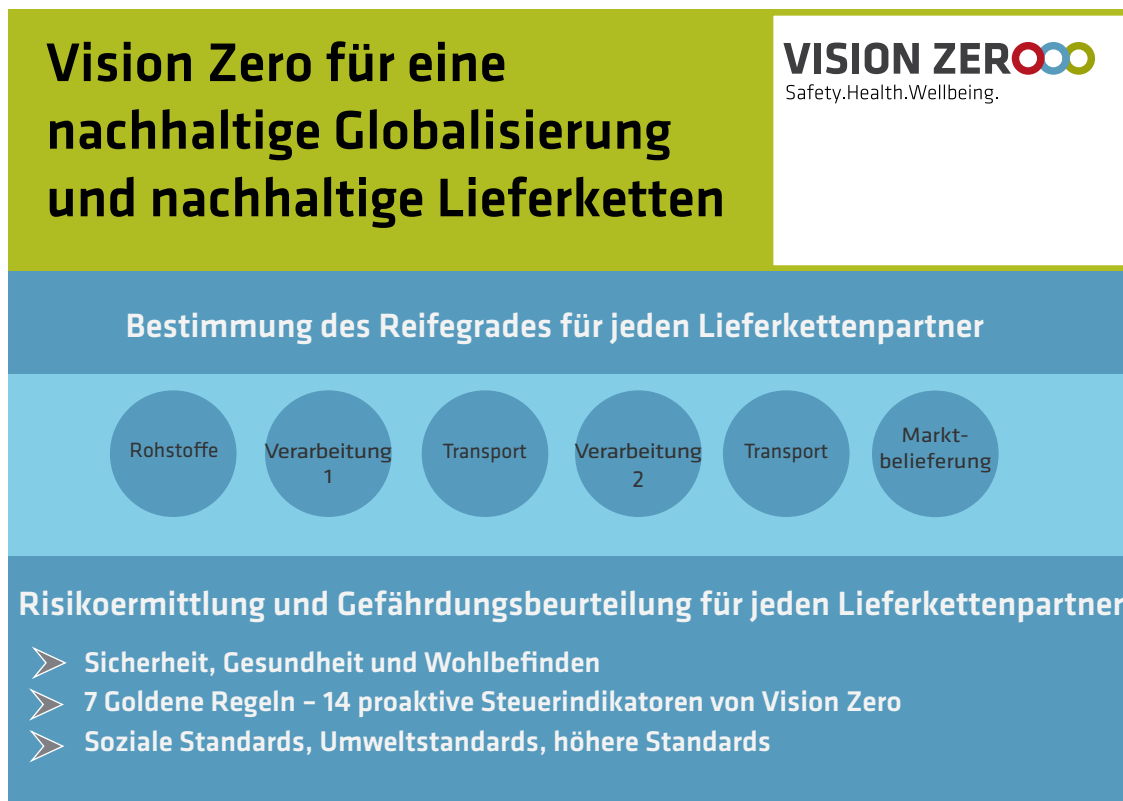 Vision Zero für eine
nachhaltige Globalisierung
und nachhaltige Lieferketten
VISION ZEROOO
Safety.Health.Wellbeing.
Bestimmung des Reifegrades für jeden Lieferkettenpartner
Rohstoffe
Verarbeitung
1
Transport
Verarbeitung
2
Transport
Markt-
belieferung
Risikoermittlung und Gefährdungsbeurteilung für jeden Lieferkettenpartner
Sicherheit, Gesundheit und Wohlbefinden
7 Goldene Regeln – 14 proaktive Steuerindikatoren von Vision Zero
Soziale Standards, Umweltstandards, höhere Standards